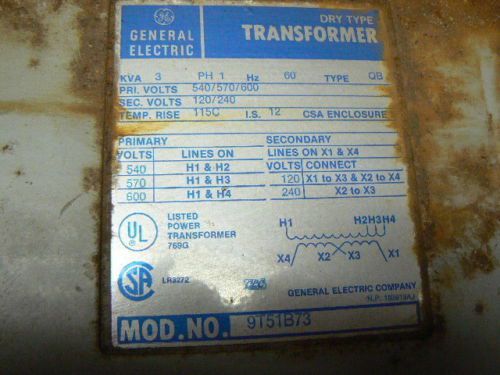 GE
GENERAL
ELECTRIC
DRY TYPE
TRANSFORMER
KVA 3 PH 1 Hz 60 TYPE QB
PRI. VOLTS 540/570/600
SEC. VOLTS 120/240
TEMP. RISE 115C I.S. 12 CSA ENCLOSURE
PRIMARY
VOLTS LINES ON
540 H1 & H2
570 H1 & H3
600 H1 & H4
SECONDARY
LINES ON X1 & X4
VOLTS CONNECT
120 X1 to X3 & X2 to X4
240 X2 to X3
UL
LISTED
POWER
TRANSFORMER
769G
H1 H2H3H4
X4 X2 X3 X1
SA
LR3272
GENERAL ELECTRIC COMPANY
N.P.
MOD.NO. 9T51B73